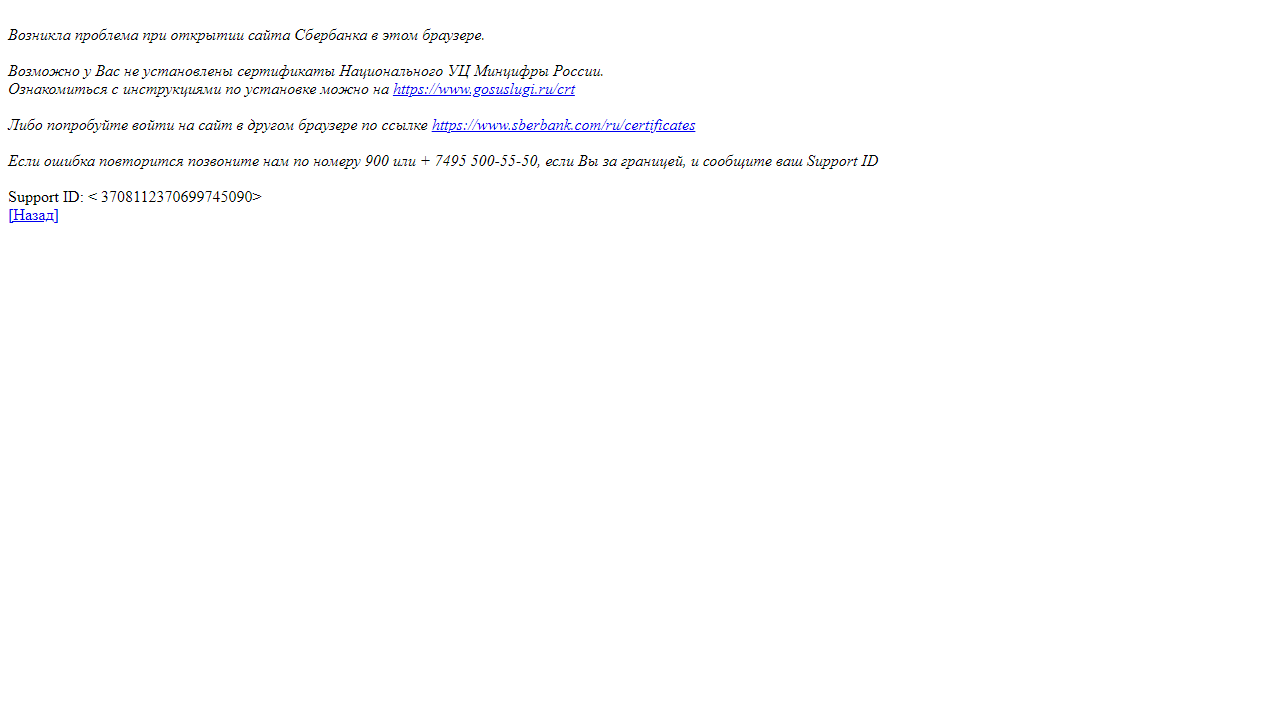 Возникла проблема при открытии сайта Сбербанка в этом браузере.
Возможно у Вас не установлены сертификаты Национального УЦ Минцифры России.
Ознакомиться с инструкциями по установке можно на https://www.gosuslugi.ru/crt
Либо попробуйте войти на сайт в другом браузере по ссылке https://www.sberbank.com/ru/certificates
Если ошибка повторится позвоните нам по номеру 900 или + 7495 500-55-50, если Вы за границей, и сообщите ваш Support ID
Support ID: < 3708112370699745090>
[Назад]